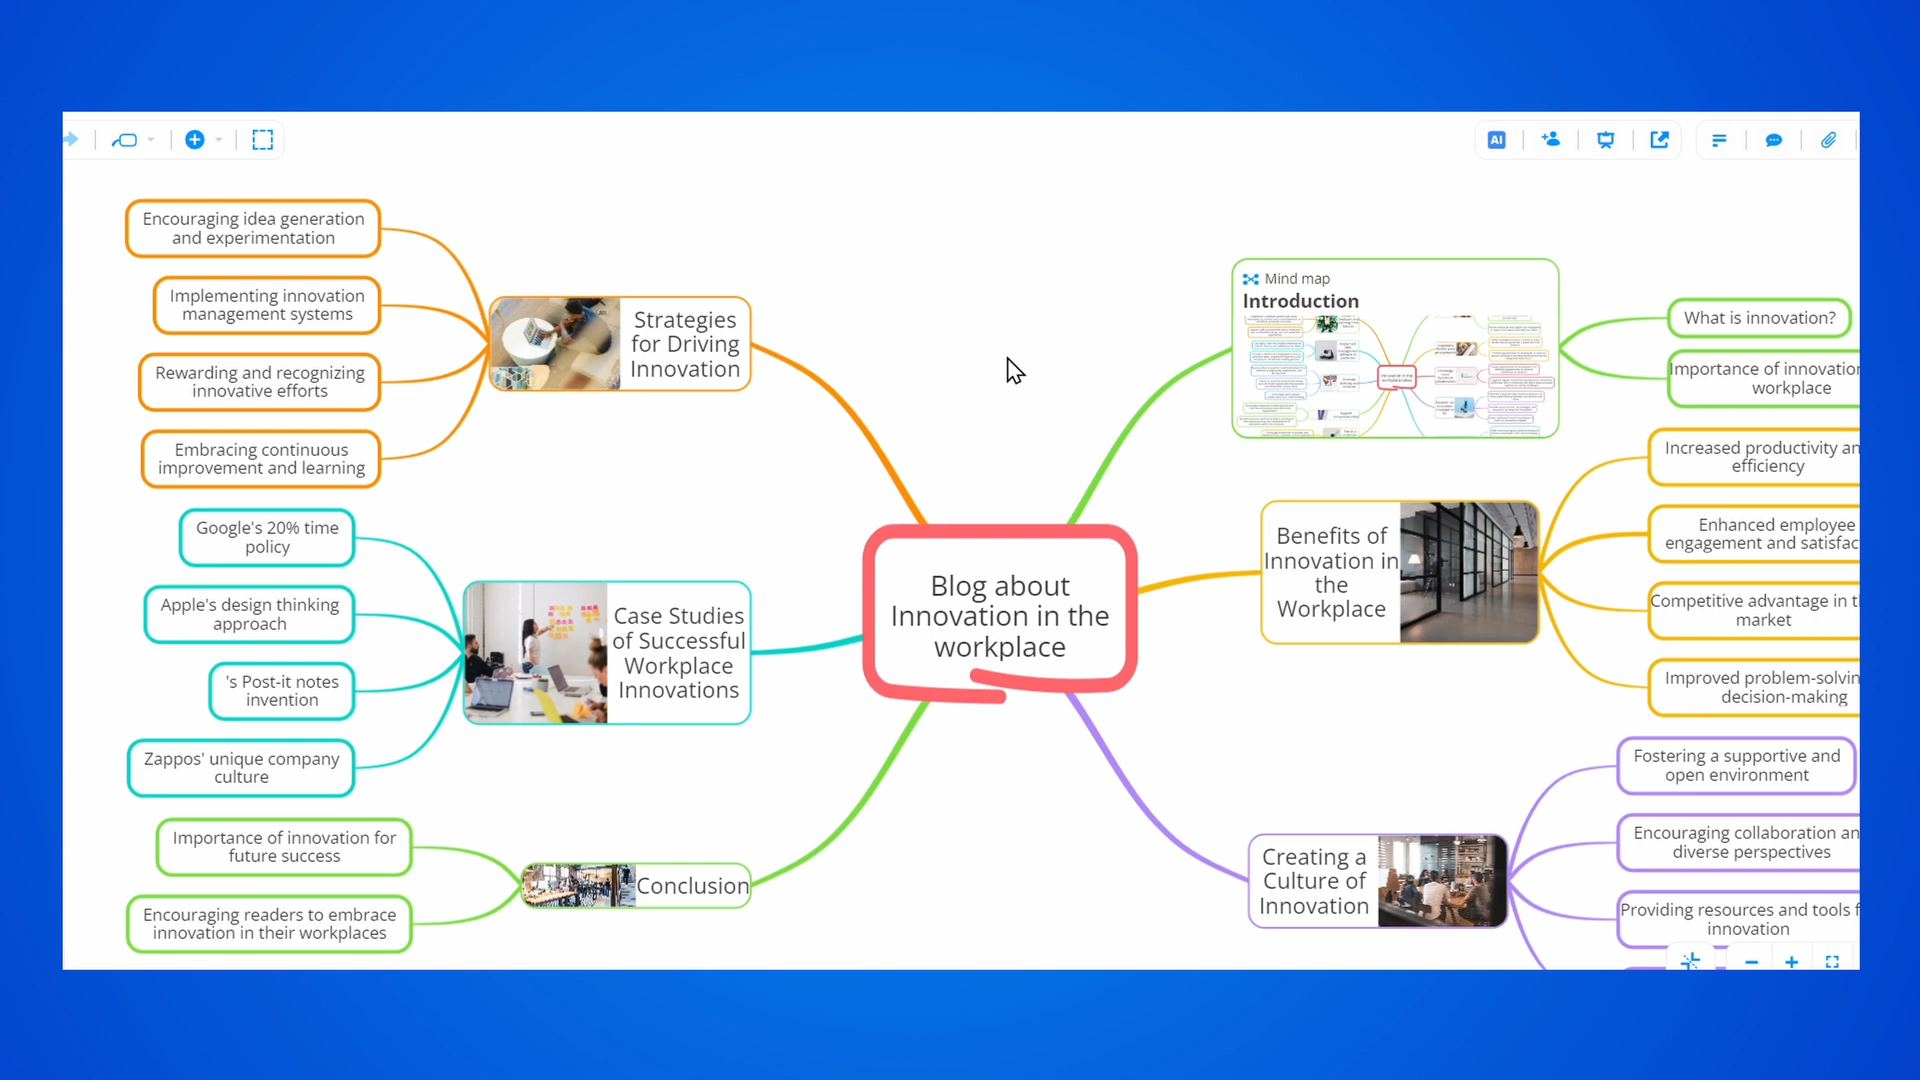 AI
Encouraging idea generation
and experimentation
Implementing innovation
management systems
Rewarding and recognizing
innovative efforts
Embracing continuous
improvement and learning
Strategies
for Driving
Innovation
Google's 20% time
policy
Apple's design thinking
approach
's Post-it notes
invention
Zappos' unique company
culture
Case Studies
of Successful
Workplace
Innovations
Importance of innovation for
future success
Encouraging readers to embrace
innovation in their workplaces
Conclusion
Blog about
Innovation in the
workplace
Mind map
Introduction
What is innovation?
Importance of innovation
workplace
Benefits of
Innovation in
the
Workplace
Increased productivity an
efficiency
Enhanced employee
engagement and satisfac
Competitive advantage in t
market
Improved problem-solvin
decision-making
Creating a
Culture of
Innovation
Fostering a supportive and
open environment
Encouraging collaboration an
diverse perspectives
Providing resources and tools f
innovation